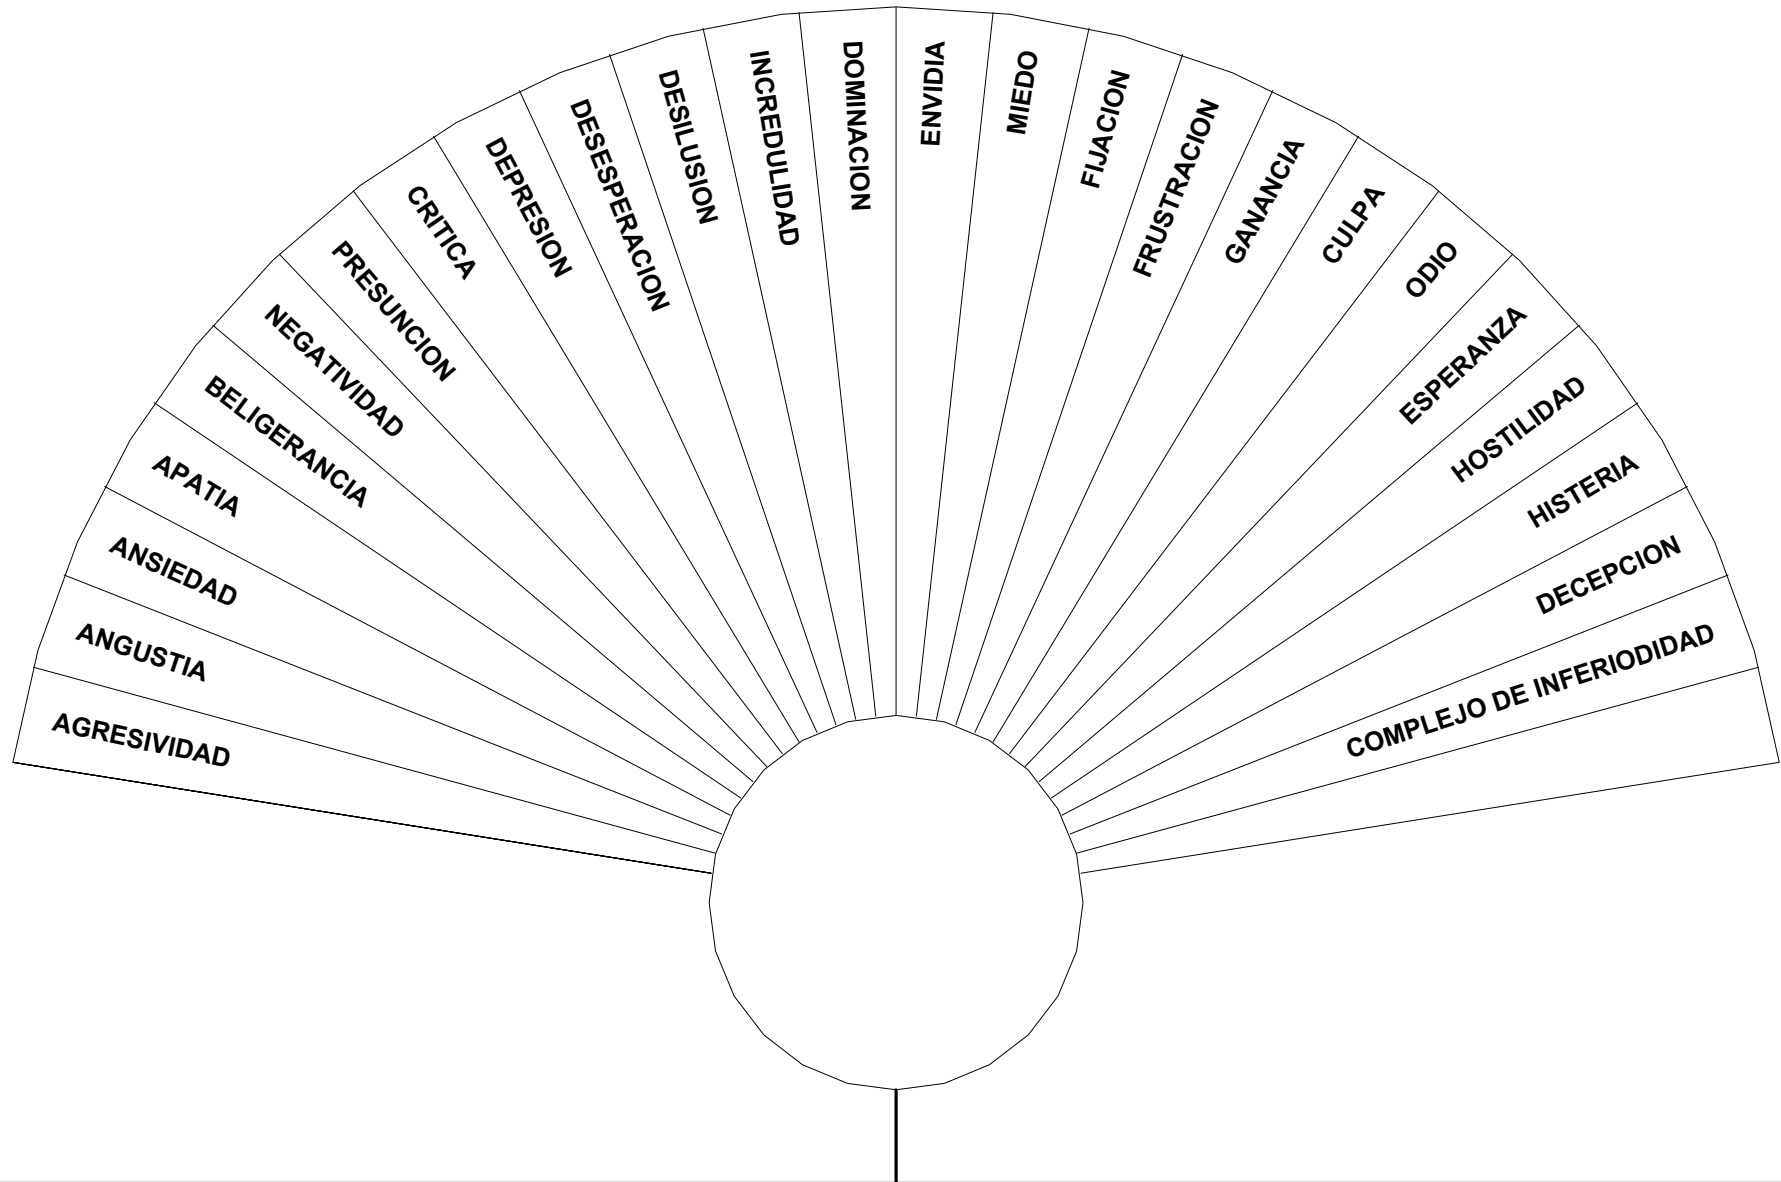 AGRESIVIDAD
ANGUSTIA
ANSIEDAD
APATIA
BELIGERANCIA
NEGATIVIDAD
PRESUNCION
CRITICA
DEPRESION
DESESPERACION
DESILUSION
INCREDULIDAD
DOMINACION
ENVIDIA
MIEDO
FIJACION
FRUSTRACION
GANANCIA
CULPA
ODIO
ESPERANZA
HOSTILIDAD
HISTERIA
DECEPCION
COMPLEJO DE INFERIODIDAD